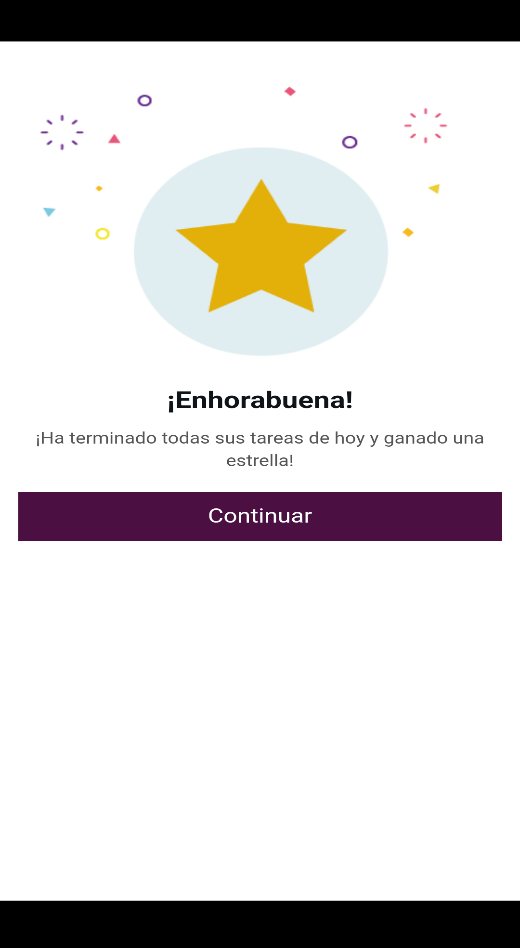 ¡Enhorabuena!
¡Ha terminado todas sus tareas de hoy y ganado una
estrella!
Continuar